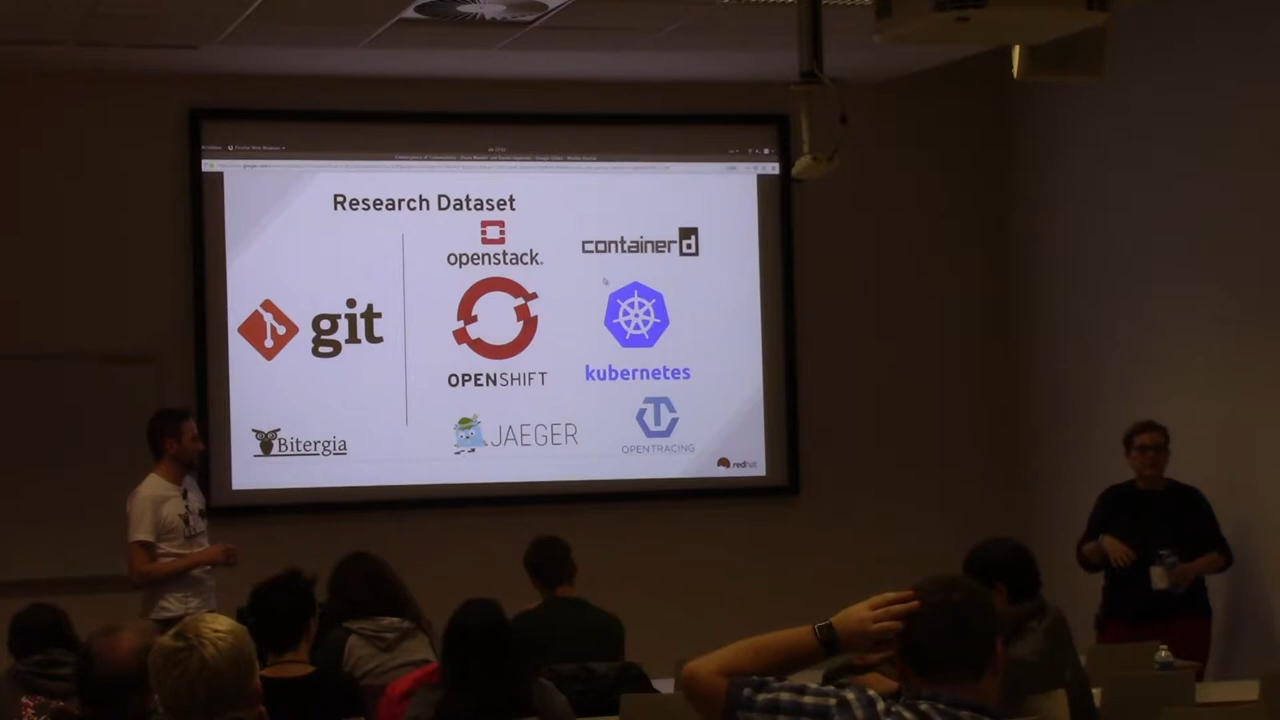 Research Dataset
openstack.
containerd
git
OPENSHIFT
kubernetes
Bitergia
JAEGER
OPENTRACING
redhat